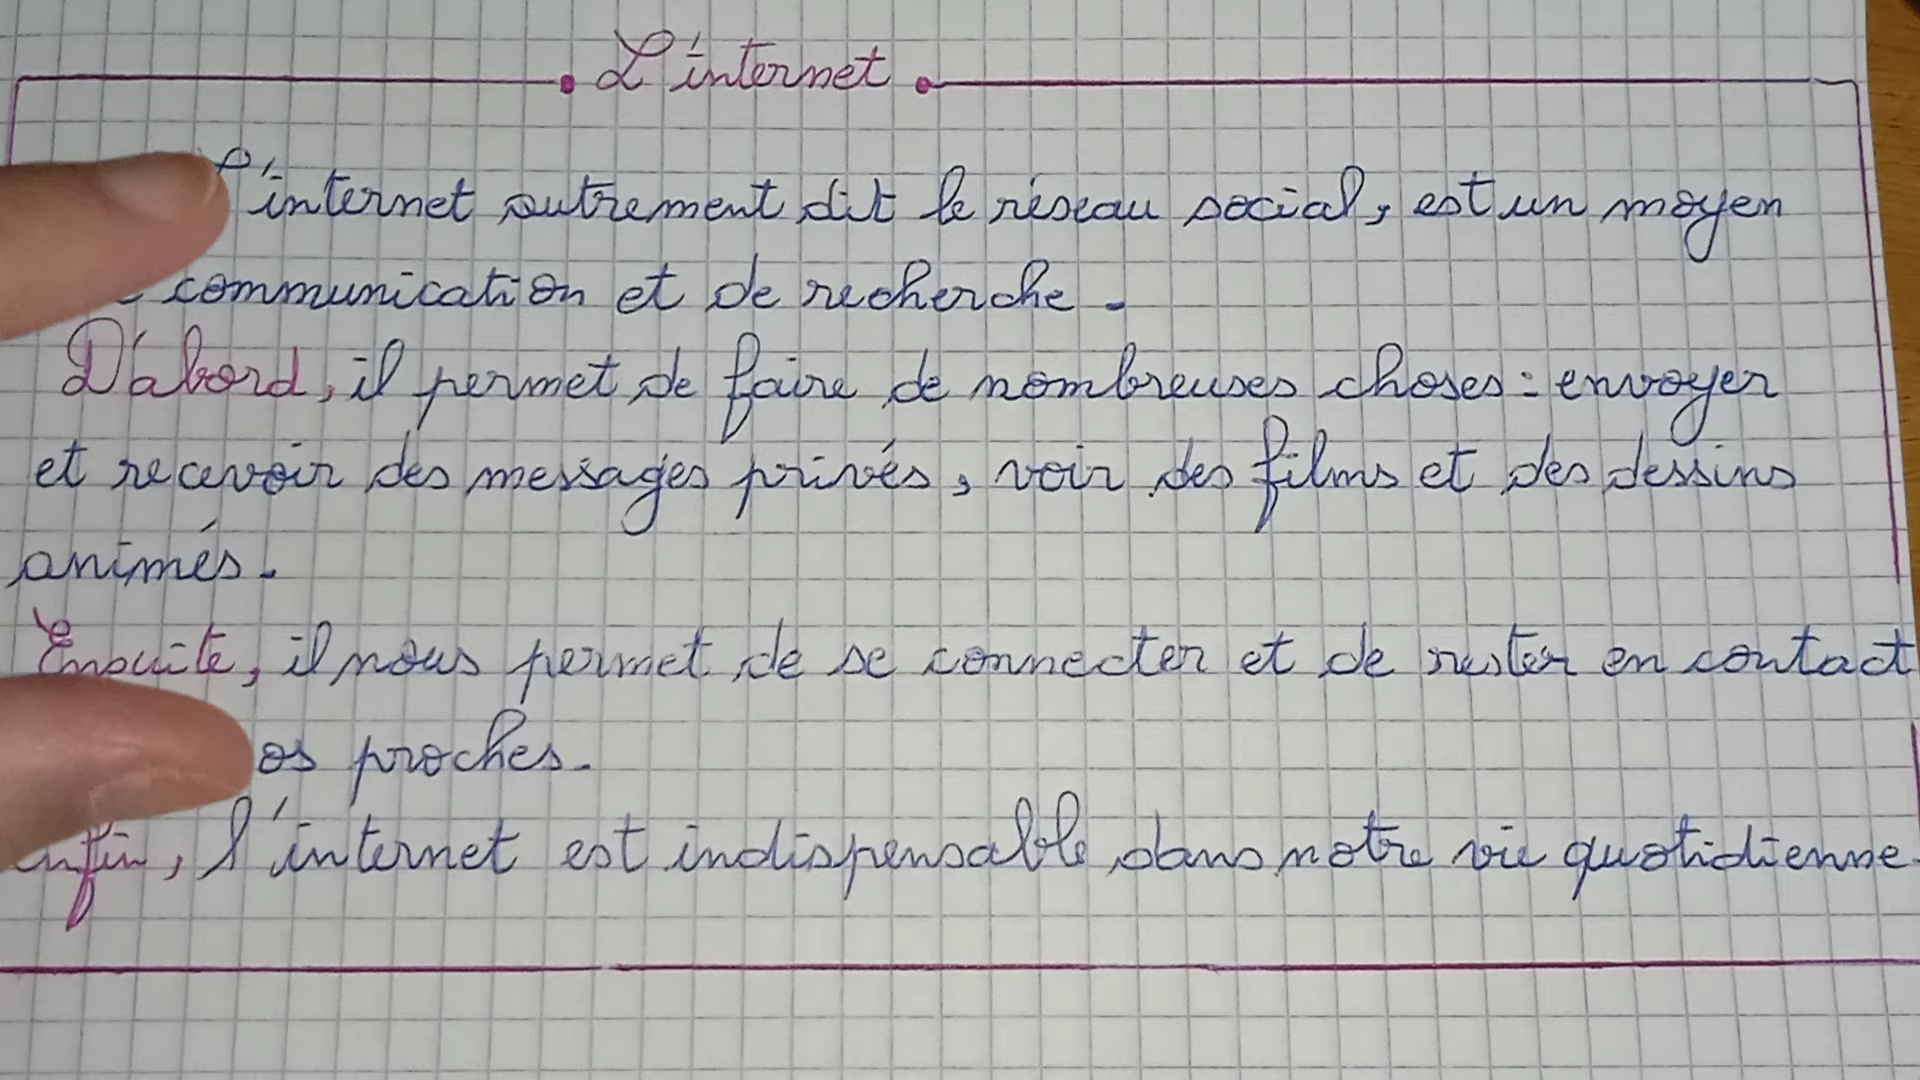 L'internet
L'internet autrement dit le réseau social, est un moyen
communication et de recherche.
D'abord, il permet de faire de nombreuses choses : envoyer
et recevoir des messages privés, voir des films et des dessins
animés.
Ensuite, il nous permet de se connecter et de rester en contact
os proches.
Enfin, l'internet est indispensable dans notre vie quotidienne.